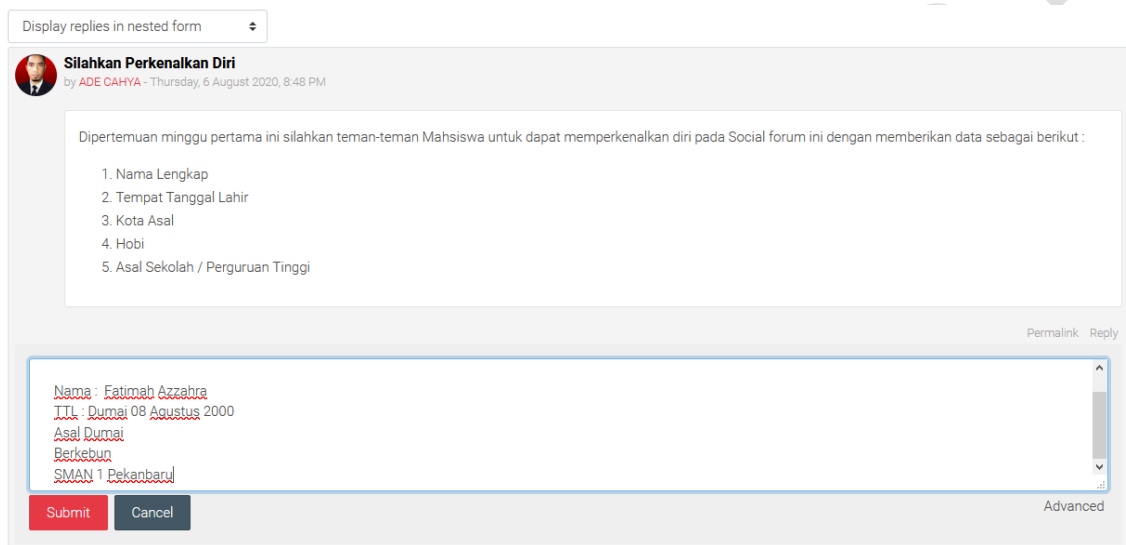 Display replies in nested form
Silahkan Perkenalkan Diri
by ADE CAHYA - Thursday, 6 August 2020, 8:48 PM
Dipertemuan minggu pertama ini silahkan teman-teman Mahsiswa untuk dapat memperkenalkan diri pada Social forum ini dengan memberikan data sebagai berikut :
1. Nama Lengkap
2. Tempat Tanggal Lahir
3. Kota Asal
4. Hobi
5. Asal Sekolah / Perguruan Tinggi
Permalink Reply
Nama : Fatimah Azzahra
TTL : Dumai 08 Agustus 2000
Asal Dumai
Berkebun
SMAN 1 Pekanbaru
Submit Cancel Advanced